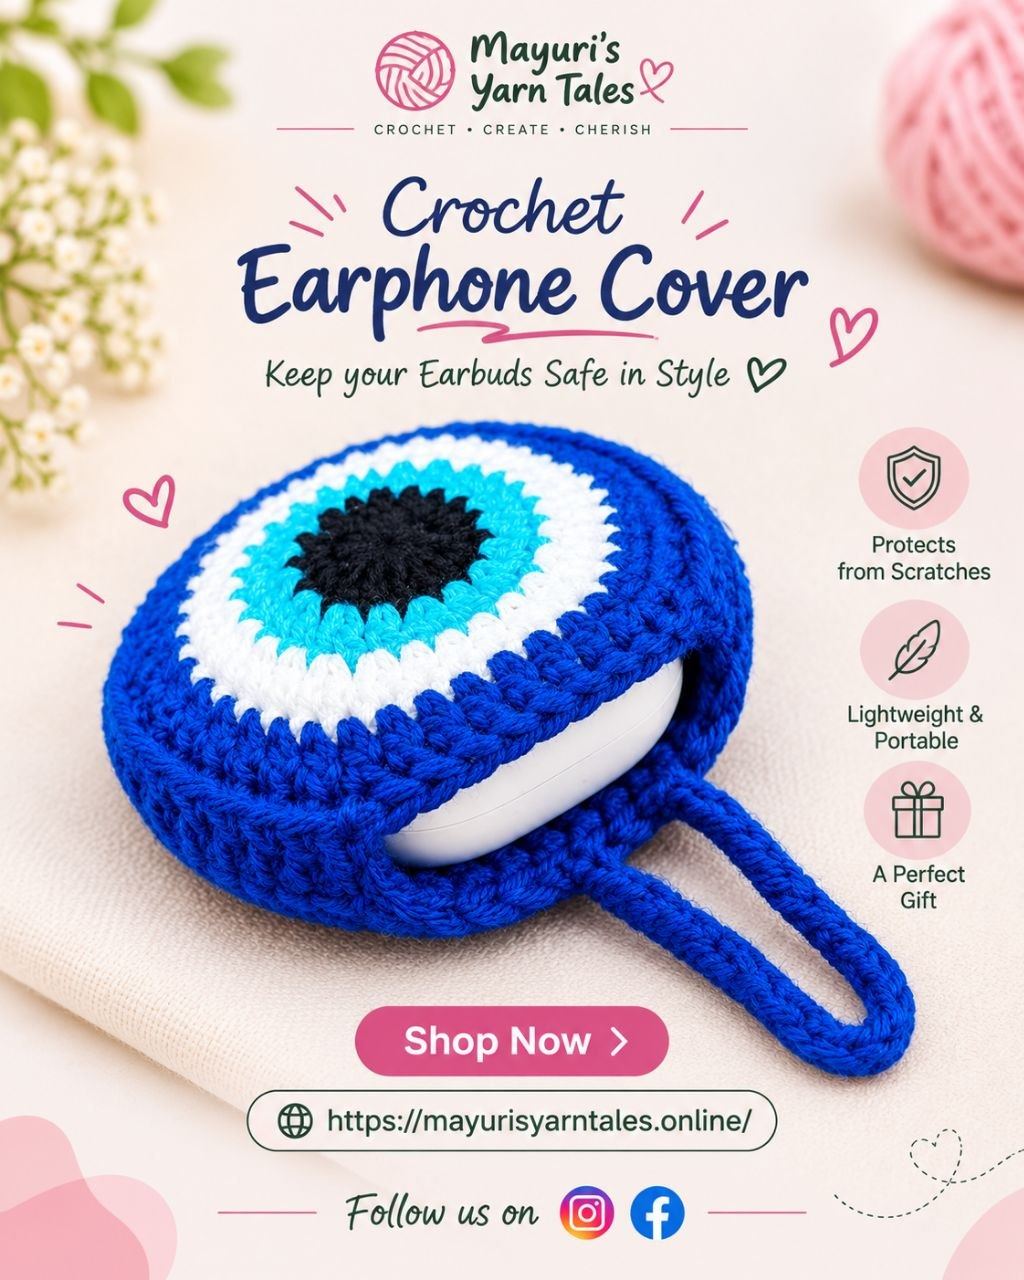 Mayuri's
Yarn Tales
CROCHET • CREATE • CHERISH
Crochet
Earphone Cover
Keep your Earbuds Safe in Style
Protects
from Scratches
Lightweight &
Portable
A Perfect
Gift
Shop Now >
https://mayurisyarntales.online/
Follow us on